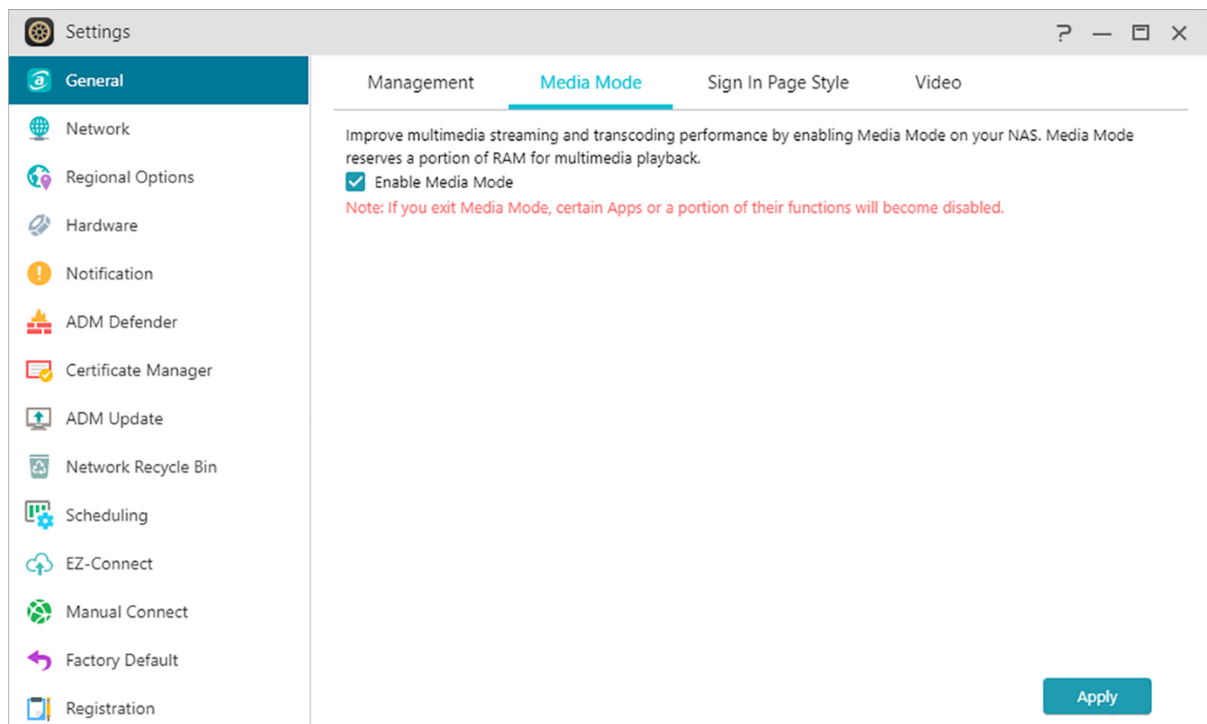 Settings
General
Network
Regional Options
Hardware
Notification
ADM Defender
Certificate Manager
ADM Update
Network Recycle Bin
Scheduling
EZ-Connect
Manual Connect
Factory Default
Registration
Management Media Mode Sign In Page Style Video
Improve multimedia streaming and transcoding performance by enabling Media Mode on your NAS. Media Mode
reserves a portion of RAM for multimedia playback.
Enable Media Mode
Note: If you exit Media Mode, certain Apps or a portion of their functions will become disabled.
Apply